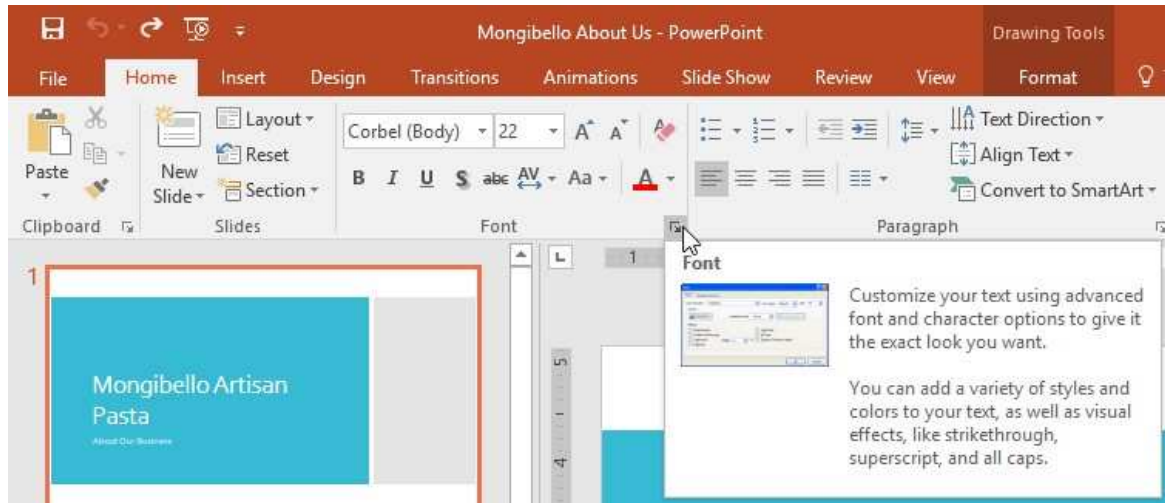 Mongibello About Us - PowerPoint
Drawing Tools
File Home Insert Design Transitions Animations Slide Show Review View Format
Paste
New
Slide
Layout
Reset
Section
Corbel (Body) 22 A A
B I U S abc AV Aa A
Text Direction
Align Text
Convert to SmartArt
Clipboard Slides Font Paragraph
1
L 1
Font
Customize your text using advanced
font and character options to give it
the exact look you want.
You can add a variety of styles and
colors to your text, as well as visual
effects, like strikethrough,
superscript, and all caps.
Mongibello Artisan
Pasta
About Our Business
5
4